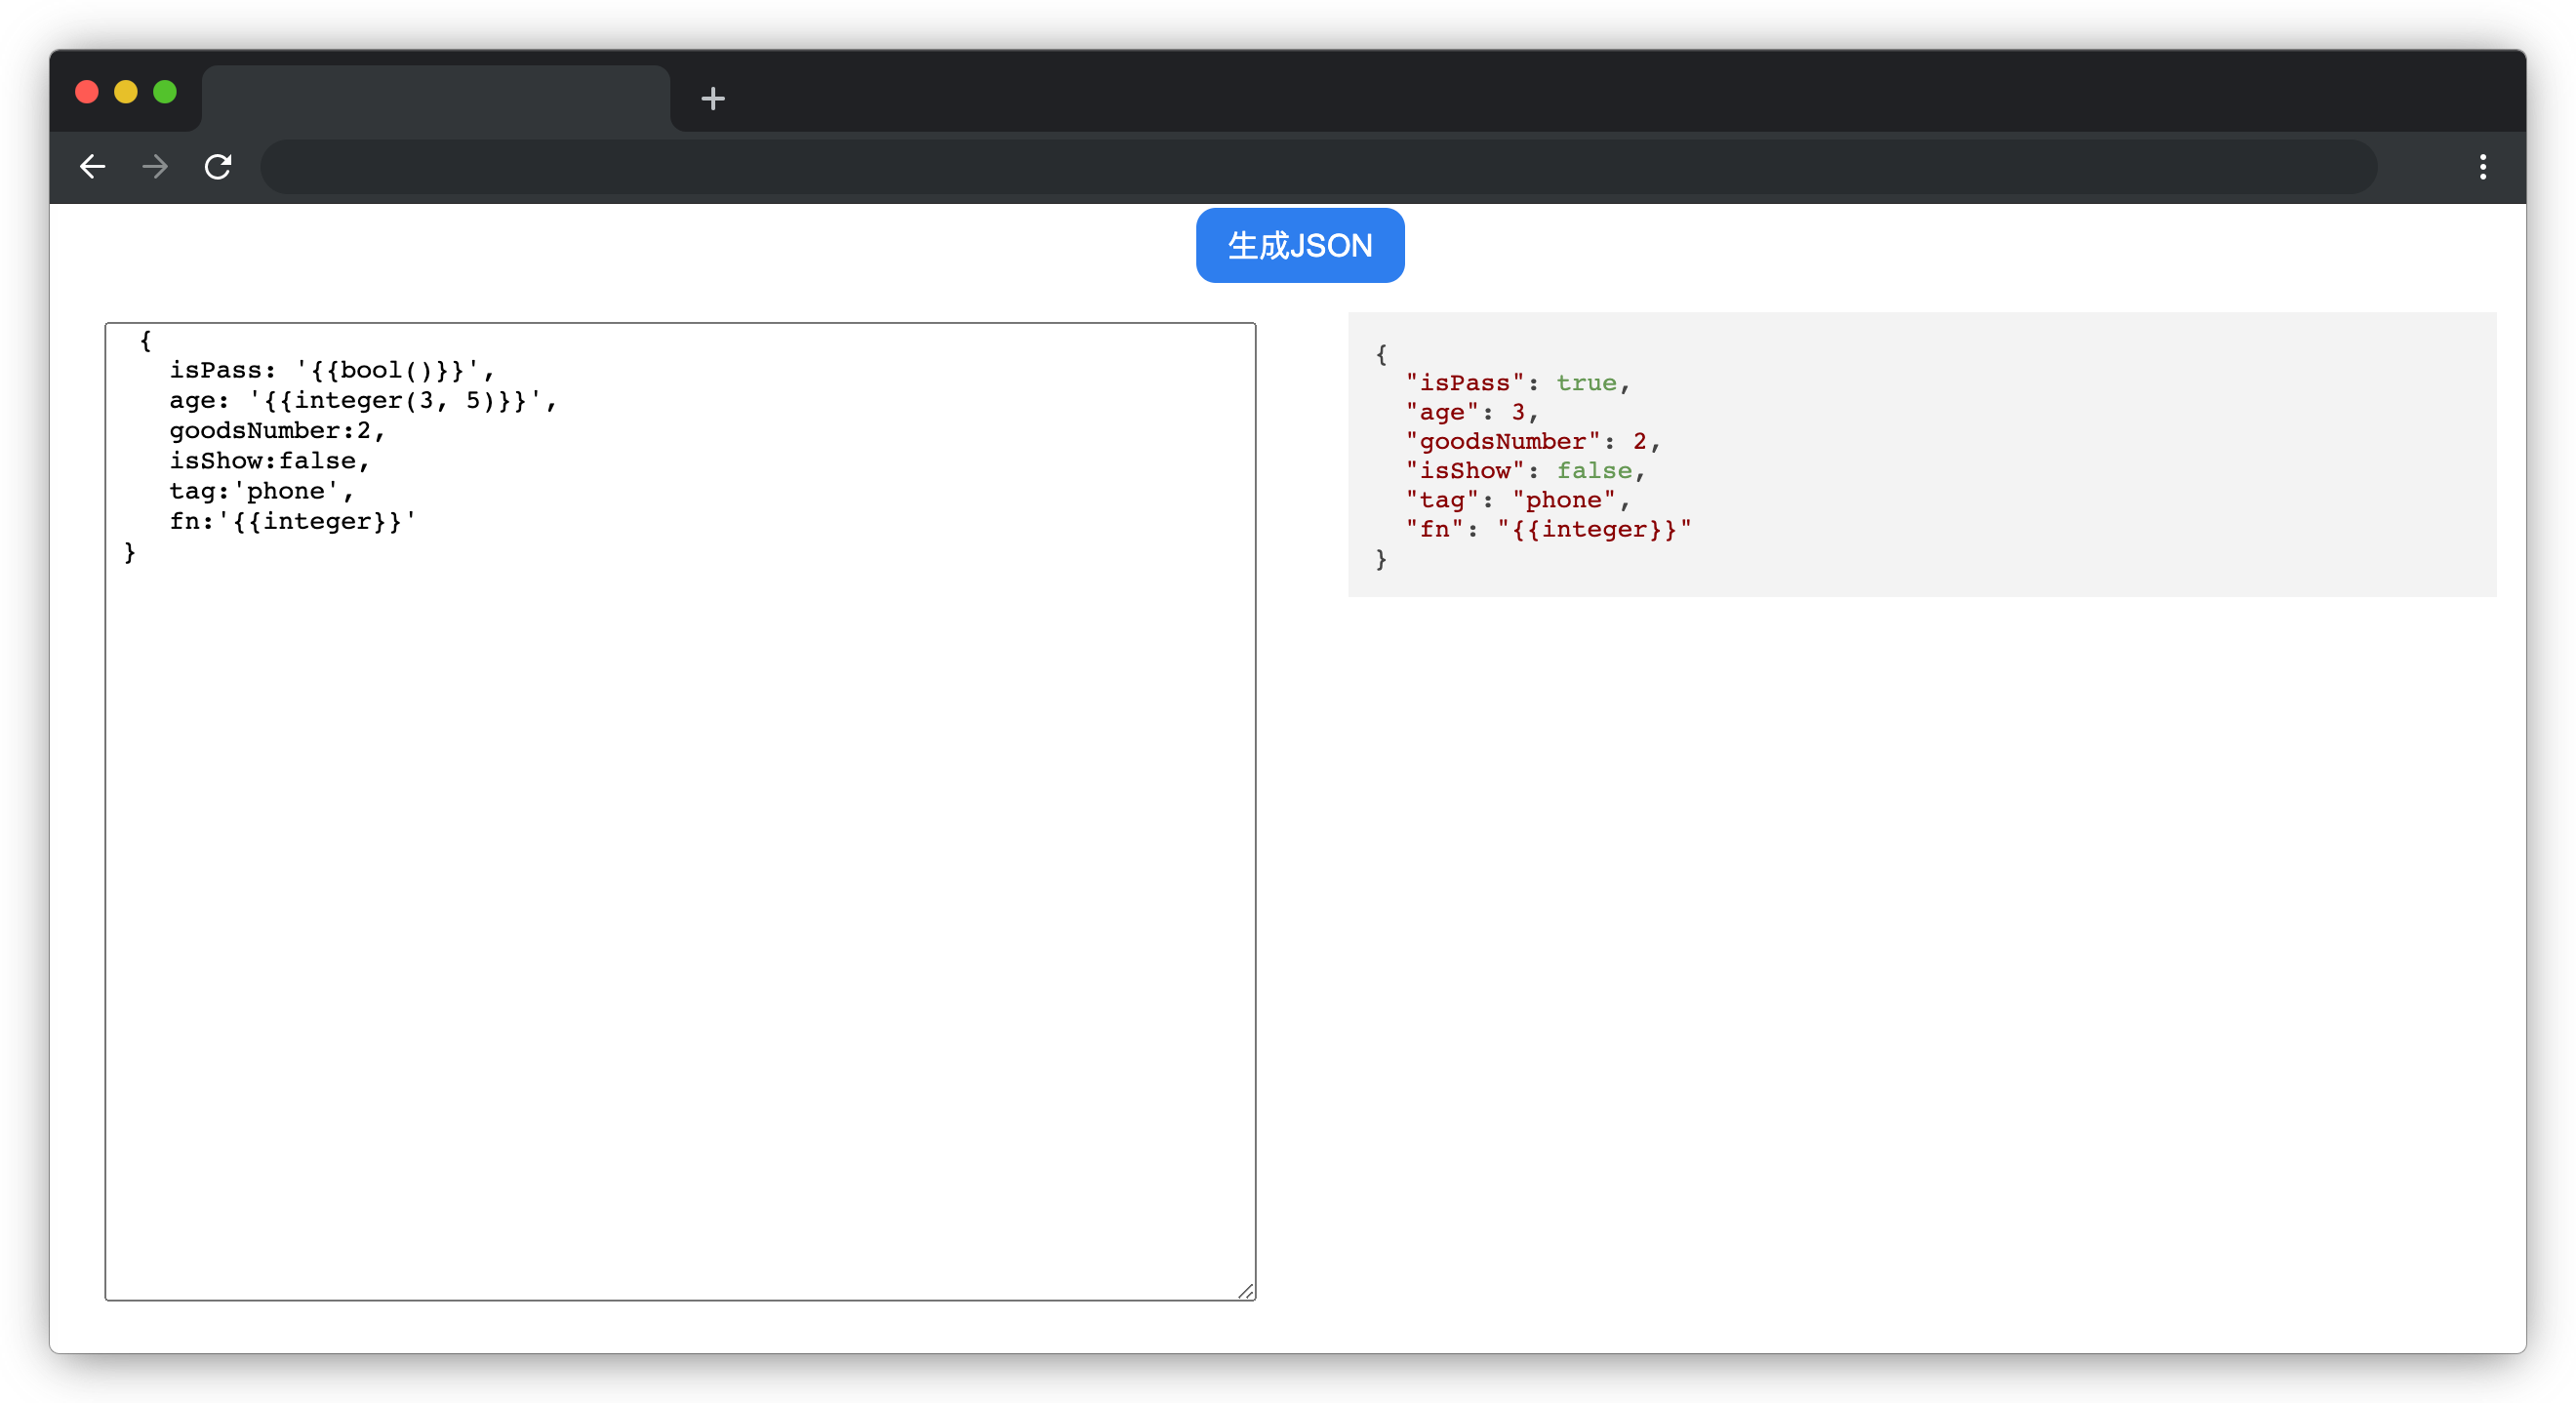 生成JSON
{
isPass: '{{bool()}}',
age: '{{integer(3, 5)}}',
goodsNumber:2,
isShow:false,
tag:'phone',
fn:'{{integer}}'
}
{
"isPass": true,
"age": 3,
"goodsNumber": 2,
"isShow": false,
"tag": "phone",
"fn": "{{integer}}"
}